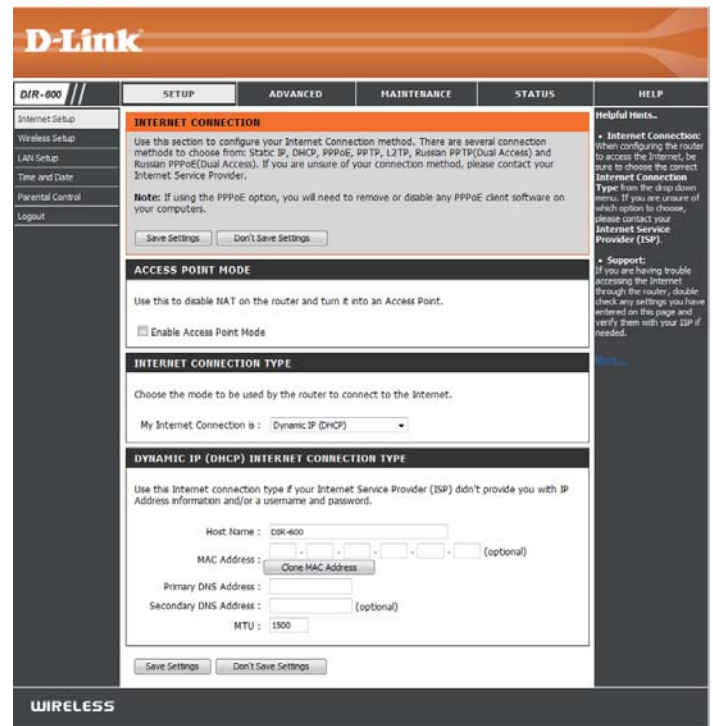 D-Link
DIR-600
SETUP
ADVANCED
MAINTENANCE
STATUS
HELP
Internet Setup
Wireless Setup
LAN Setup
Time and Date
Parental Control
Logout
INTERNET CONNECTION
Use this section to configure your Internet Connection method. There are several connection
methods to choose from: Static IP, DHCP, PPPoE, PPTP, L2TP, Russian PPTP(Dual Access) and
Russian PPPoE(Dual Access). If you are unsure of your connection method, please contact your
Internet Service Provider.
Note: If using the PPPoE option, you will need to remove or disable any PPPoE client software on
your computers.
Save Settings
Don't Save Settings
ACCESS POINT MODE
Use this to disable NAT on the router and turn it into an Access Point.
Enable Access Point Mode
INTERNET CONNECTION TYPE
Choose the mode to be used by the router to connect to the Internet.
My Internet Connection is : Dynamic IP (DHCP)
DYNAMIC IP (DHCP) INTERNET CONNECTION TYPE
Use this Internet connection type if your Internet Service Provider (ISP) didn't provide you with IP
Address information and/or a username and password.
Host Name : DIR-600
MAC Address : - - - - - (optional)
Clone MAC Address
Primary DNS Address :
Secondary DNS Address : (optional)
MTU : 1500
Save Settings
Don't Save Settings
Helpful Hints..
• Internet Connection:
When configuring the router
to access the Internet, be
sure to choose the correct
Internet Connection
Type from the drop down
menu. If you are unsure of
which option to choose,
please contact your
Internet Service
Provider (ISP).
• Support:
If you are having trouble
accessing the Internet
through the router, double
check any settings you have
entered on this page and
verify them with your ISP if
needed.
More...
WIRELESS